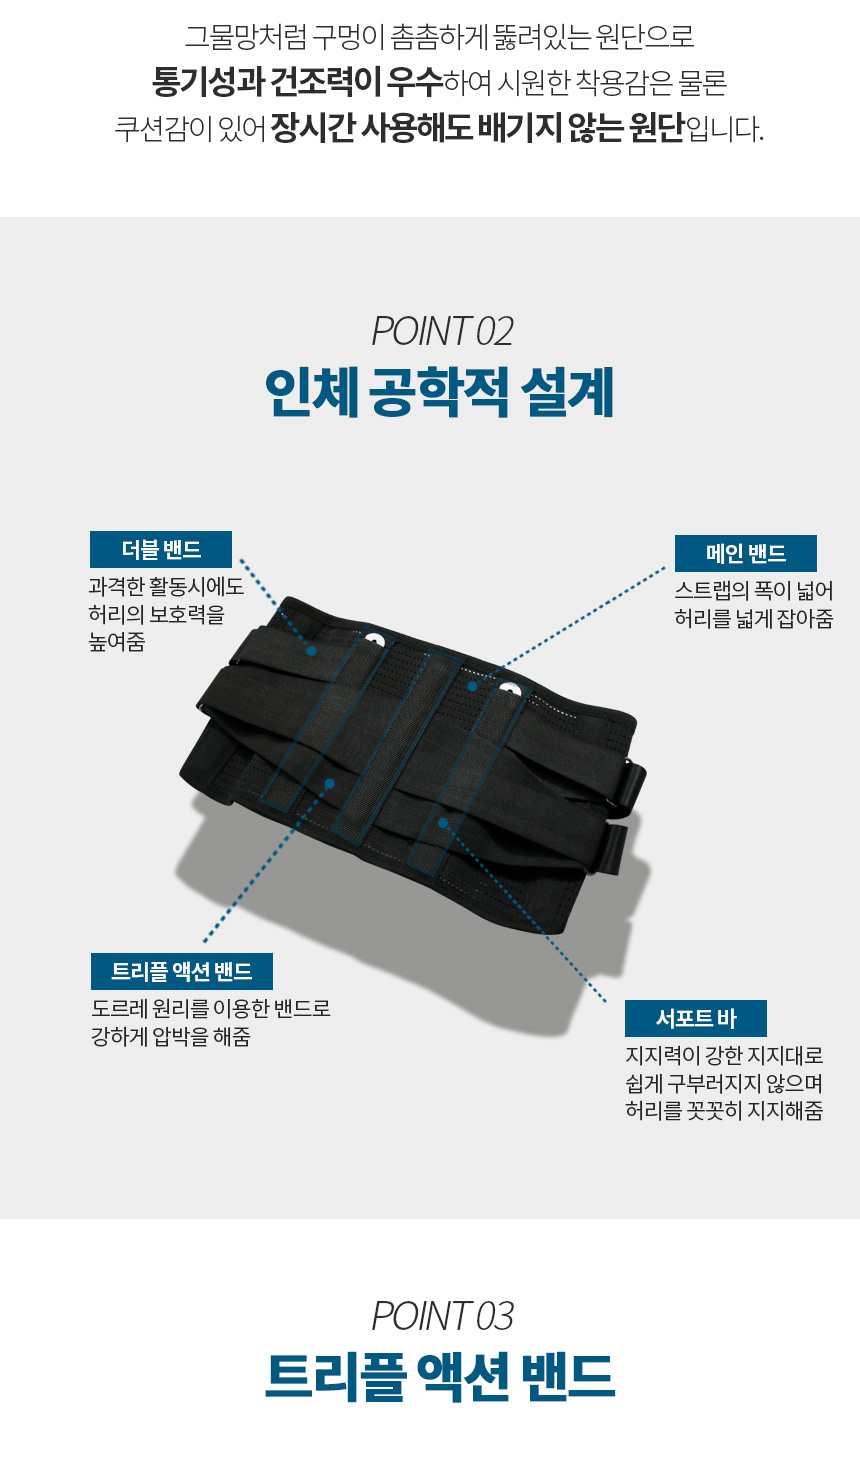 그물망처럼 구멍이 촘촘하게 뚫려있는 원단으로
통기성과 건조력이 우수하여 시원한 착용감은 물론
쿠션감이 있어 장시간 사용해도 배기지 않는 원단입니다.
POINT 02
인체 공학적 설계
더블 밴드
과격한 활동시에도
허리의 보호력을
높여줌
메인 밴드
스트랩의 폭이 넓어
허리를 넓게 잡아줌
트리플 액션 밴드
도르레 원리를 이용한 밴드로
강하게 압박을 해줌
서포트 바
지지력이 강한 지지대로
쉽게 구부러지지 않으며
허리를 꼿꼿히 지지해줌
POINT 03
트리플 액션 밴드